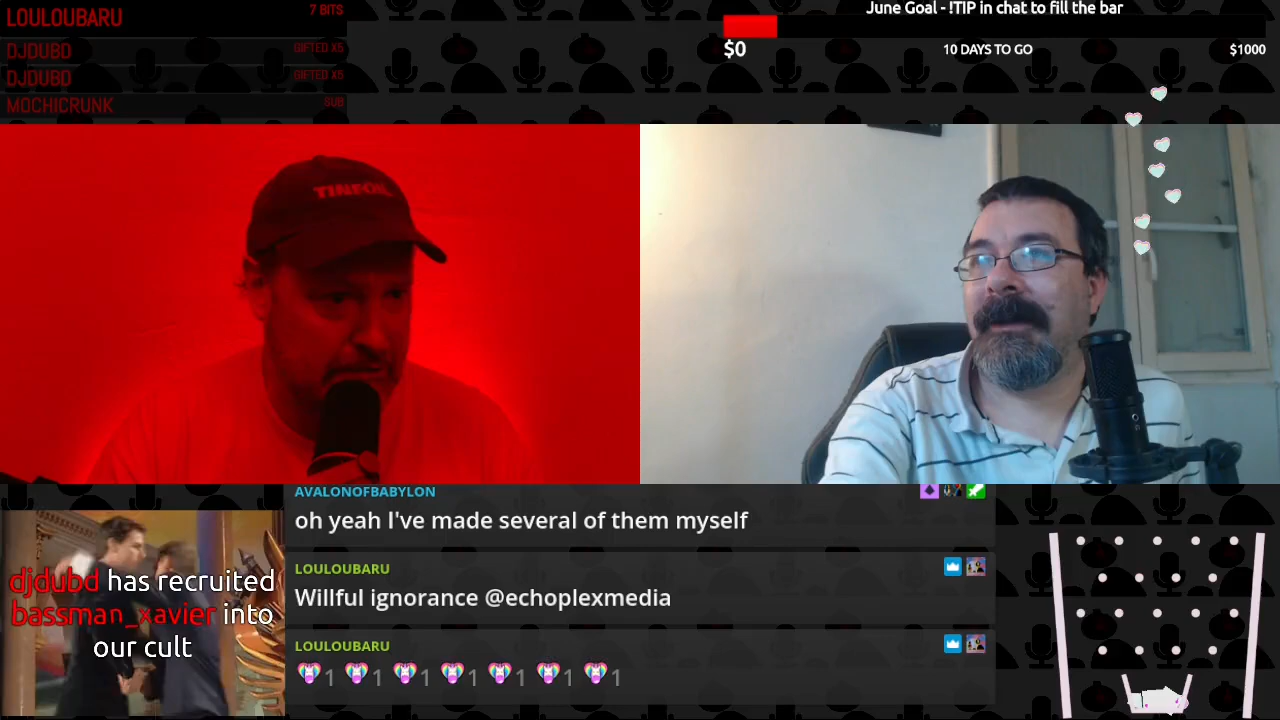 LOULOUBARU 7 BITS
DJDUBD GIFTED X5
DJDUBD GIFTED X5
MOCHICRUNK SUB
June Goal - !TIP in chat to fill the bar
$0 10 DAYS TO GO $1000
TINFOIL
AVALONOFBABYLON
oh yeah I've made several of them myself
LOULOUBARU
Willful ignorance @echoplexmedia
LOULOUBARU
1 1 1 1 1 1 1
djdubd has recruited
bassman_xavier into
our cult